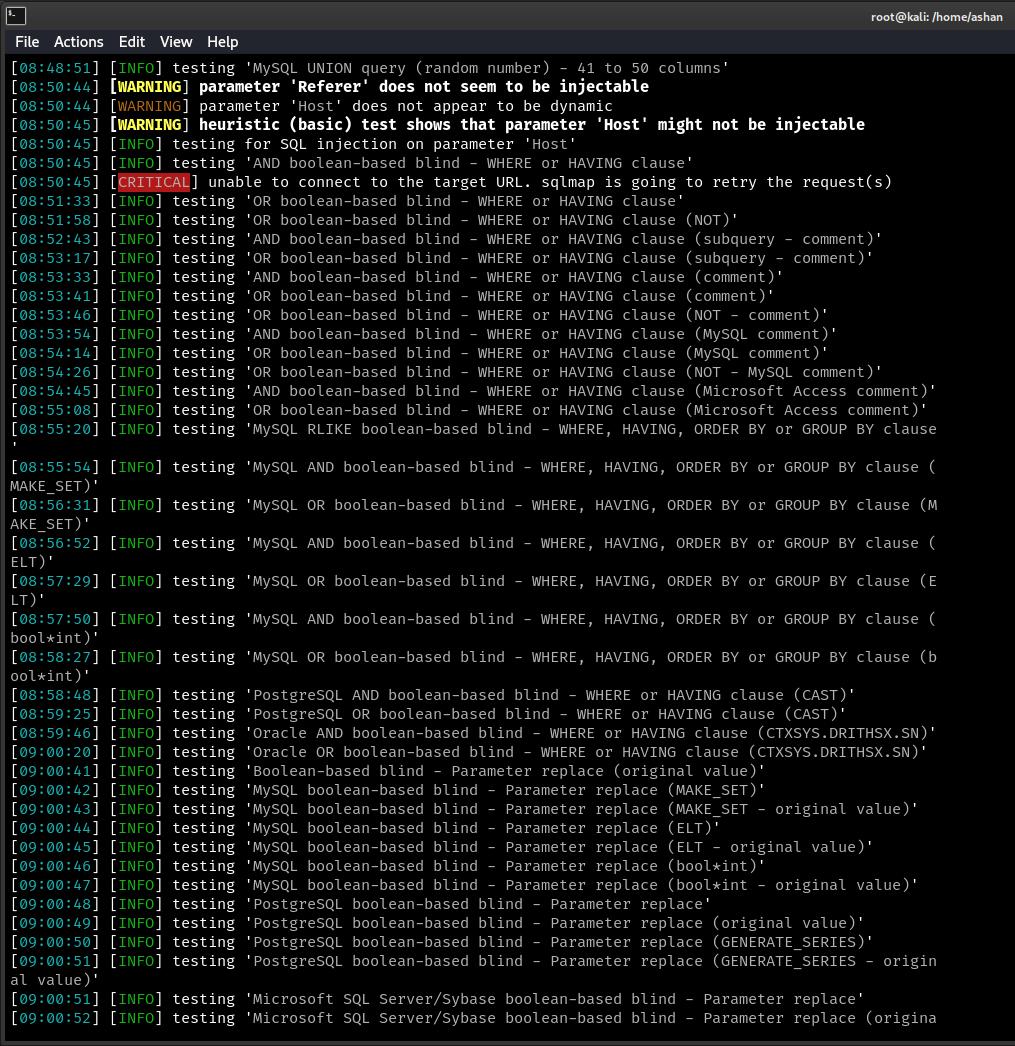 root@kali: /home/ashan
File Actions Edit View Help
[08:48:51] [INFO] testing 'MySQL UNION query (random number) - 41 to 50 columns'
[08:50:44] [WARNING] parameter 'Referer' does not seem to be injectable
[08:50:44] [WARNING] parameter 'Host' does not appear to be dynamic
[08:50:45] [WARNING] heuristic (basic) test shows that parameter 'Host' might not be injectable
[08:50:45] [INFO] testing for SQL injection on parameter 'Host'
[08:50:45] [INFO] testing 'AND boolean-based blind - WHERE or HAVING clause'
[08:50:45] [CRITICAL] unable to connect to the target URL. sqlmap is going to retry the request(s)
[08:51:33] [INFO] testing 'OR boolean-based blind - WHERE or HAVING clause'
[08:51:58] [INFO] testing 'OR boolean-based blind - WHERE or HAVING clause (NOT)'
[08:52:43] [INFO] testing 'AND boolean-based blind - WHERE or HAVING clause (subquery - comment)'
[08:53:17] [INFO] testing 'OR boolean-based blind - WHERE or HAVING clause (subquery - comment)'
[08:53:33] [INFO] testing 'AND boolean-based blind - WHERE or HAVING clause (comment)'
[08:53:41] [INFO] testing 'OR boolean-based blind - WHERE or HAVING clause (comment)'
[08:53:46] [INFO] testing 'OR boolean-based blind - WHERE or HAVING clause (NOT - comment)'
[08:53:54] [INFO] testing 'AND boolean-based blind - WHERE or HAVING clause (MySQL comment)'
[08:54:14] [INFO] testing 'OR boolean-based blind - WHERE or HAVING clause (MySQL comment)'
[08:54:26] [INFO] testing 'OR boolean-based blind - WHERE or HAVING clause (NOT - MySQL comment)'
[08:54:45] [INFO] testing 'AND boolean-based blind - WHERE or HAVING clause (Microsoft Access comment)'
[08:55:08] [INFO] testing 'OR boolean-based blind - WHERE or HAVING clause (Microsoft Access comment)'
[08:55:20] [INFO] testing 'MySQL RLIKE boolean-based blind - WHERE, HAVING, ORDER BY or GROUP BY clause
'
[08:55:54] [INFO] testing 'MySQL AND boolean-based blind - WHERE, HAVING, ORDER BY or GROUP BY clause (
MAKE_SET)'
[08:56:31] [INFO] testing 'MySQL OR boolean-based blind - WHERE, HAVING, ORDER BY or GROUP BY clause (M
AKE_SET)'
[08:56:52] [INFO] testing 'MySQL AND boolean-based blind - WHERE, HAVING, ORDER BY or GROUP BY clause (
ELT)'
[08:57:29] [INFO] testing 'MySQL OR boolean-based blind - WHERE, HAVING, ORDER BY or GROUP BY clause (E
LT)'
[08:57:50] [INFO] testing 'MySQL AND boolean-based blind - WHERE, HAVING, ORDER BY or GROUP BY clause (
bool*int)'
[08:58:27] [INFO] testing 'MySQL OR boolean-based blind - WHERE, HAVING, ORDER BY or GROUP BY clause (b
ool*int)'
[08:58:48] [INFO] testing 'PostgreSQL AND boolean-based blind - WHERE or HAVING clause (CAST)'
[08:59:25] [INFO] testing 'PostgreSQL OR boolean-based blind - WHERE or HAVING clause (CAST)'
[08:59:46] [INFO] testing 'Oracle AND boolean-based blind - WHERE or HAVING clause (CTXSYS.DRITHSX.SN)'
[09:00:20] [INFO] testing 'Oracle OR boolean-based blind - WHERE or HAVING clause (CTXSYS.DRITHSX.SN)'
[09:00:41] [INFO] testing 'Boolean-based blind - Parameter replace (original value)'
[09:00:42] [INFO] testing 'MySQL boolean-based blind - Parameter replace (MAKE_SET)'
[09:00:43] [INFO] testing 'MySQL boolean-based blind - Parameter replace (MAKE_SET - original value)'
[09:00:44] [INFO] testing 'MySQL boolean-based blind - Parameter replace (ELT)'
[09:00:45] [INFO] testing 'MySQL boolean-based blind - Parameter replace (ELT - original value)'
[09:00:46] [INFO] testing 'MySQL boolean-based blind - Parameter replace (bool*int)'
[09:00:47] [INFO] testing 'MySQL boolean-based blind - Parameter replace (bool*int - original value)'
[09:00:48] [INFO] testing 'PostgreSQL boolean-based blind - Parameter replace'
[09:00:49] [INFO] testing 'PostgreSQL boolean-based blind - Parameter replace (original value)'
[09:00:50] [INFO] testing 'PostgreSQL boolean-based blind - Parameter replace (GENERATE_SERIES)'
[09:00:51] [INFO] testing 'PostgreSQL boolean-based blind - Parameter replace (GENERATE_SERIES - origin
al value)'
[09:00:51] [INFO] testing 'Microsoft SQL Server/Sybase boolean-based blind - Parameter replace'
[09:00:52] [INFO] testing 'Microsoft SQL Server/Sybase boolean-based blind - Parameter replace (origina